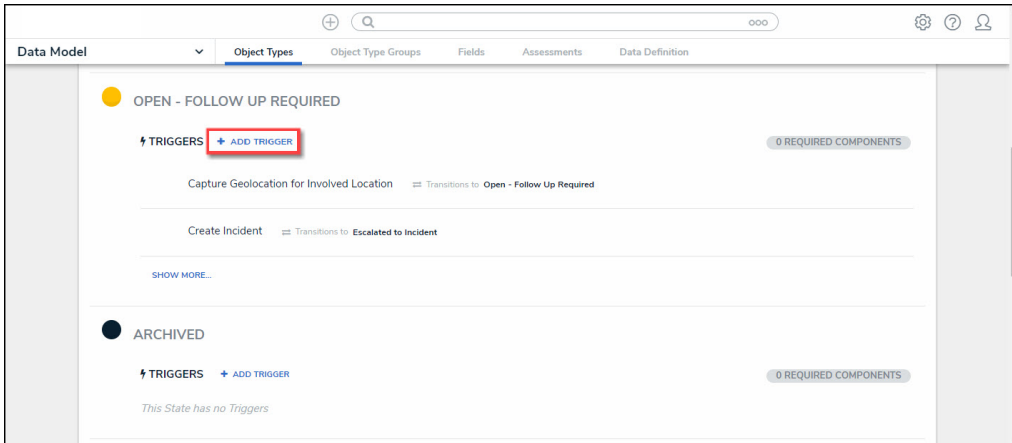 Data Model
Object Types Object Type Groups Fields Assessments Data Definition
OPEN - FOLLOW UP REQUIRED
TRIGGERS + ADD TRIGGER 0 REQUIRED COMPONENTS
Capture Geolocation for Involved Location Transitions to Open - Follow Up Required
Create Incident Transitions to Escalated to Incident
SHOW MORE...
ARCHIVED
TRIGGERS + ADD TRIGGER 0 REQUIRED COMPONENTS
This State has no Triggers